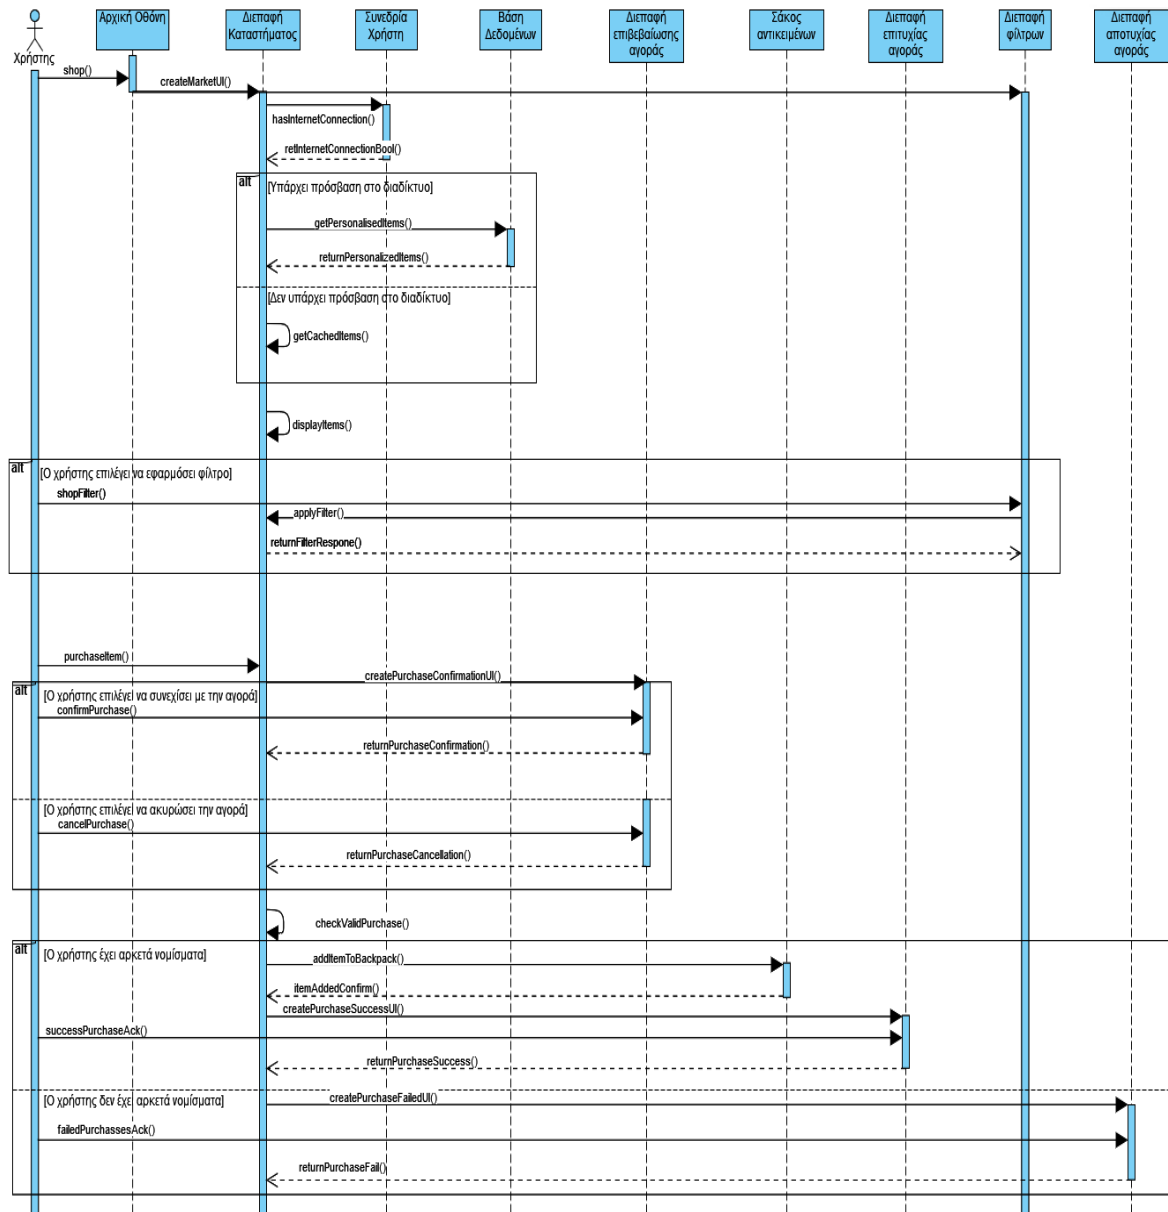 Χρήστης
Αρχική Οθόνη
Διεπαφή
Καταστήματος
Συνεδρία
Χρήστη
Βάση
Δεδομένων
Διεπαφή
επιβεβαίωσης
αγοράς
Σάκος
αντικειμένων
Διεπαφή
επιτυχίας
αγοράς
Διεπαφή
φίλτρων
Διεπαφή
αποτυχίας
αγοράς
shop()
createMarketUI()
hasInternetConnection()
retInternetConnectionBool()
alt
[Υπάρχει πρόσβαση στο διαδίκτυο]
getPersonalisedItems()
returnPersonalizedItems()
[Δεν υπάρχει πρόσβαση στο διαδίκτυο]
getCachedItems()
displayItems()
alt
[Ο χρήστης επιλέγει να εφαρμόσει φίλτρο]
shopFilter()
applyFilter()
returnFilterRespone()
purchaseItem()
createPurchaseConfirmationUI()
alt
[Ο χρήστης επιλέγει να συνεχίσει με την αγορά]
confirmPurchase()
returnPurchaseConfirmation()
[Ο χρήστης επιλέγει να ακυρώσει την αγορά]
cancelPurchase()
returnPurchaseCancellation()
checkValidPurchase()
alt
[Ο χρήστης έχει αρκετά νομίσματα]
addItemToBackpack()
itemAddedConfirm()
createPurchaseSuccessUI()
successPurchaseAck()
returnPurchaseSuccess()
[Ο χρήστης δεν έχει αρκετά νομίσματα]
createPurchaseFailedUI()
failedPurchassesAck()
returnPurchaseFail()